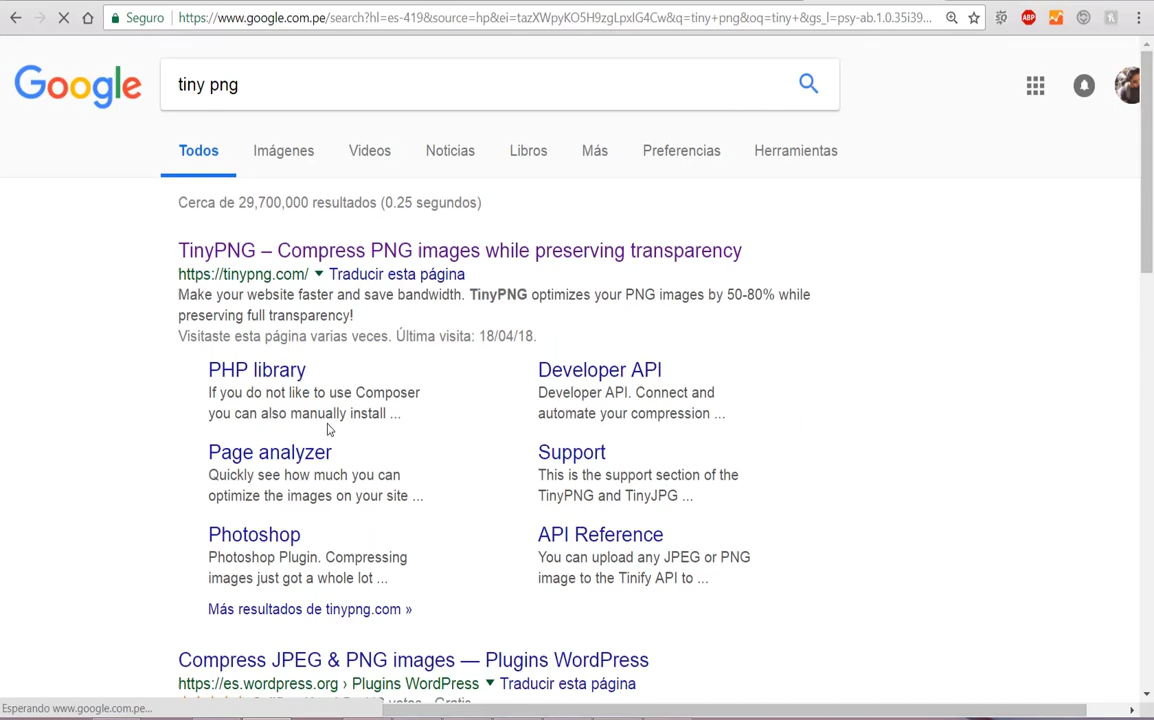 Seguro https://www.google.com.pe/search?hl=es-419&source=hp&ei=tazXWpyKO5H9zgLpxIG4Cw&q=tiny+png&oq=tiny+&gs_l=psy-ab.1.0.35i39...
ABP
Google
tiny png
Todos Imágenes Videos Noticias Libros Más Preferencias Herramientas
Cerca de 29,700,000 resultados (0.25 segundos)
TinyPNG – Compress PNG images while preserving transparency
https://tinypng.com/ Traducir esta página
Make your website faster and save bandwidth. TinyPNG optimizes your PNG images by 50-80% while
preserving full transparency!
Visitaste esta página varias veces. Última visita: 18/04/18.
PHP library
If you do not like to use Composer
you can also manually install ...
Developer API
Developer API. Connect and
automate your compression ...
Page analyzer
Quickly see how much you can
optimize the images on your site ...
Support
This is the support section of the
TinyPNG and TinyJPG ...
Photoshop
Photoshop Plugin. Compressing
images just got a whole lot ...
API Reference
You can upload any JPEG or PNG
image to the Tinify API to ...
Más resultados de tinypng.com »
Compress JPEG & PNG images — Plugins WordPress
https://es.wordpress.org › Plugins WordPress Traducir esta página
Esperando www.google.com.pe...